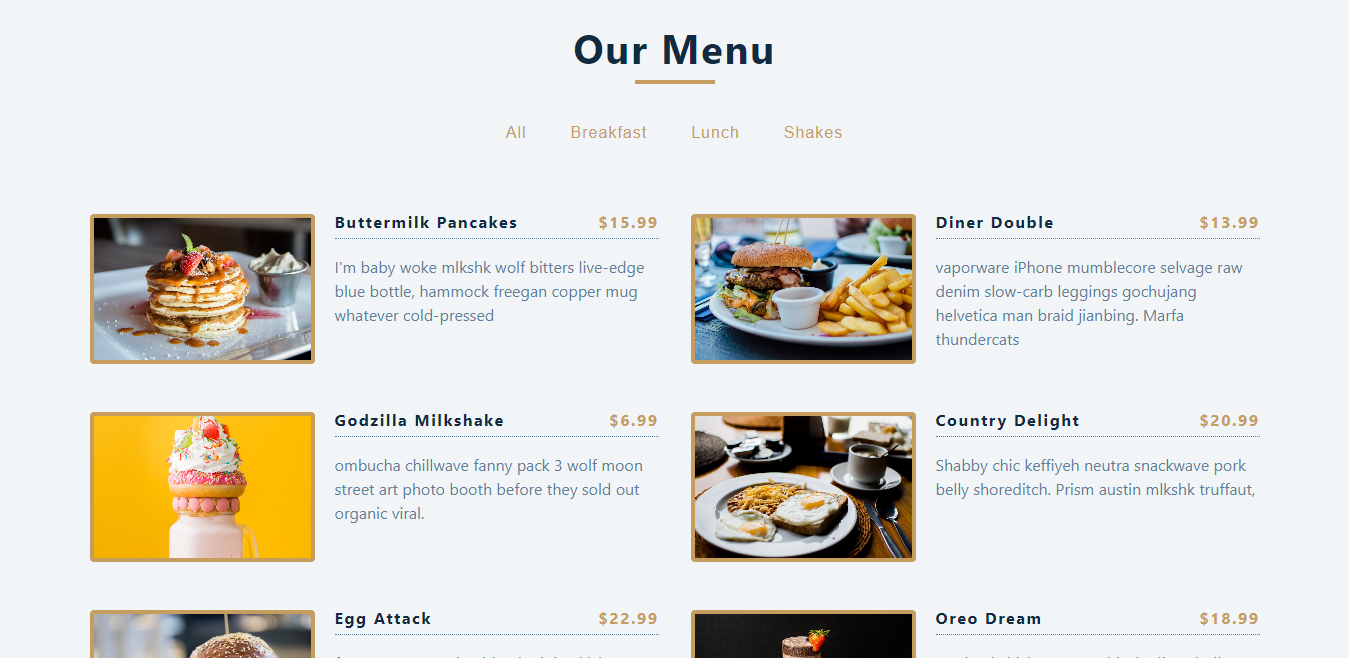 Our Menu
All Breakfast Lunch Shakes
Buttermilk Pancakes $15.99
I'm baby woke mlkshk wolf bitters live-edge
blue bottle, hammock freegan copper mug
whatever cold-pressed
Diner Double $13.99
vaporware iPhone mumblecore selvage raw
denim slow-carb leggings gochujang
helvetica man braid jianbing. Marfa
thundercats
Godzilla Milkshake $6.99
ombucha chillwave fanny pack 3 wolf moon
street art photo booth before they sold out
organic viral.
Country Delight $20.99
Shabby chic keffiyeh neutra snackwave pork
belly shoreditch. Prism austin mlkshk truffaut,
Egg Attack $22.99
Oreo Dream $18.99